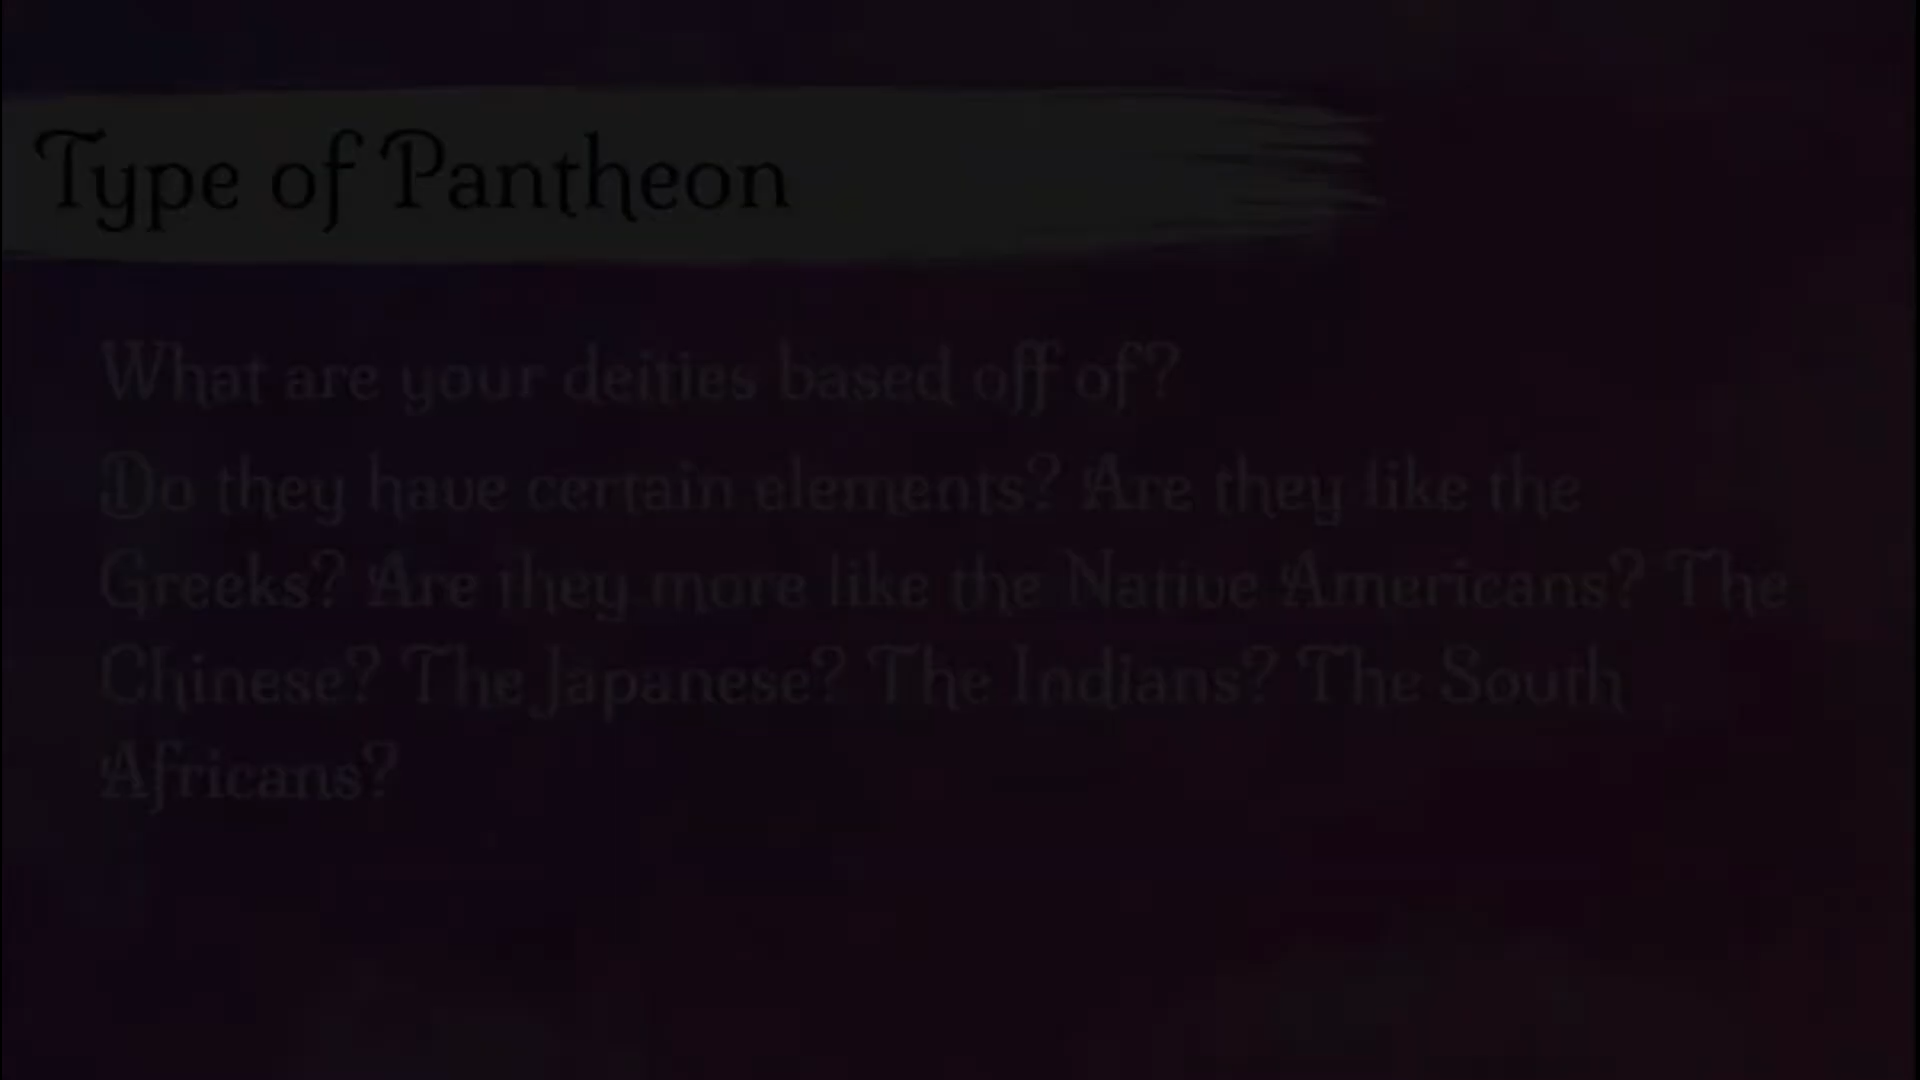 Type of Pantheon
What are your deities based off of?
Do they have certain elements? Are they like the
Greeks? Are they more like the Native Americans? The
Chinese? The Japanese? The Indians? The South
Africans?